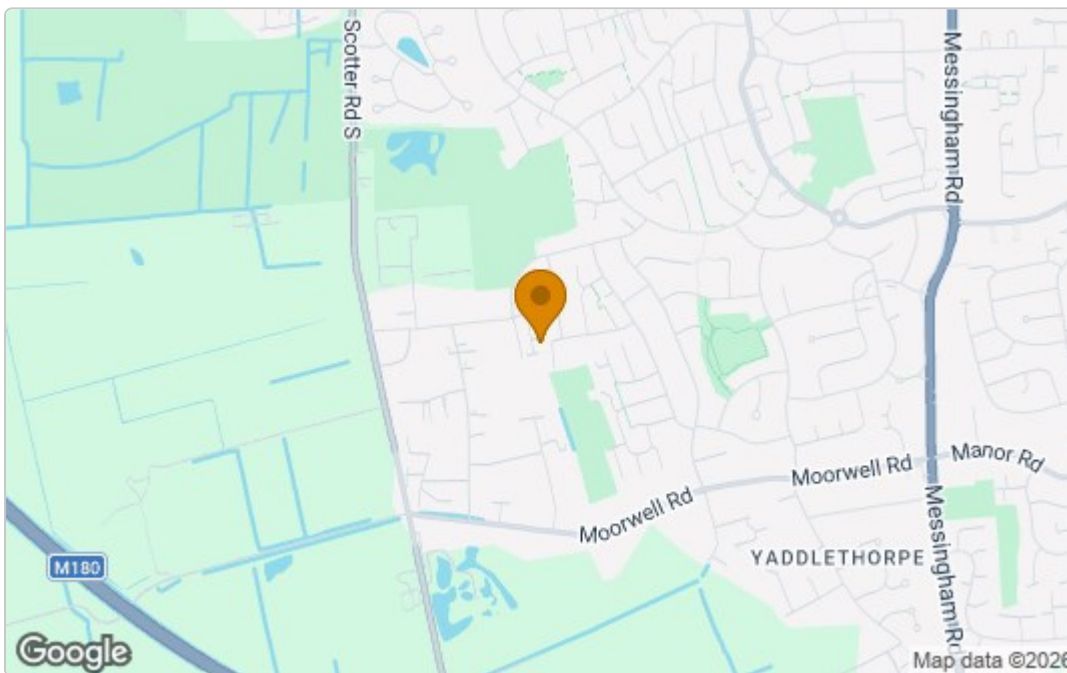 Scotter Rd S
Messingham Rd
Moorwell Rd
Manor Rd
Moorwell Rd
Messingham Rd
YADDLETHORPE
M180
Google
Map data ©2026